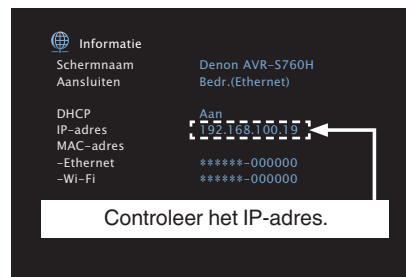 Informatie
Schermnaam Denon AVR-S760H
Aansluiten Bedr.(Ethernet)
DHCP Aan
IP-adres 192.168.100.19
MAC-adres
-Ethernet ******-000000
-Wi-Fi ******-000000
Controleer het IP-adres.